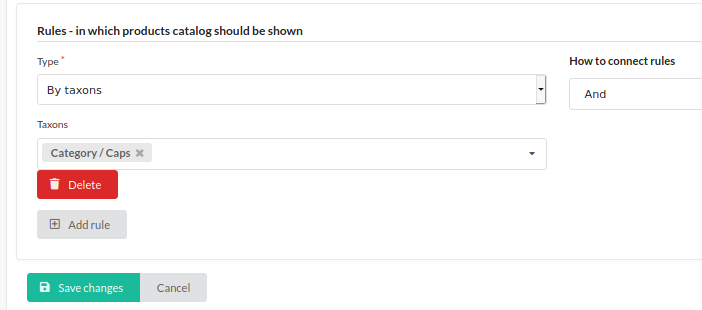 Rules - in which products catalog should be shown
Type *
How to connect rules
By taxons
And
Taxons
Category / Caps
Delete
Add rule
Save changes
Cancel